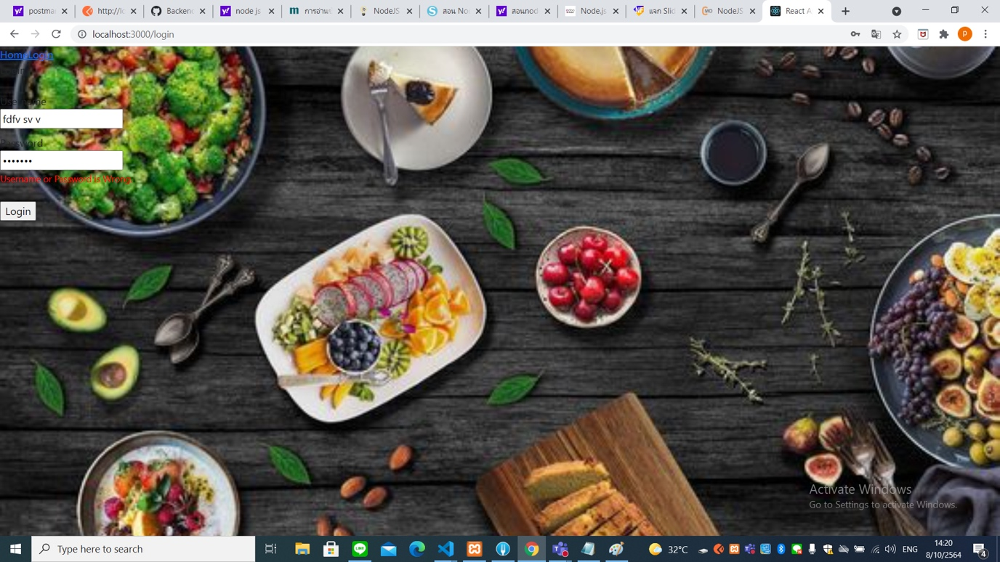 postma
http://lo
Backen
node js
การอ่าน
NodeJS
สอน No
สอนnod
Node.js
แจก Slid
NodeJS
React A
localhost:3000/login
P
HomeLogin
Username
fdfv sv v
Password
Username or Password is Wrong
Login
Activate Windows
Go to Settings to activate Windows.
Type here to search
32°C
ENG
14:20
8/10/2564
4